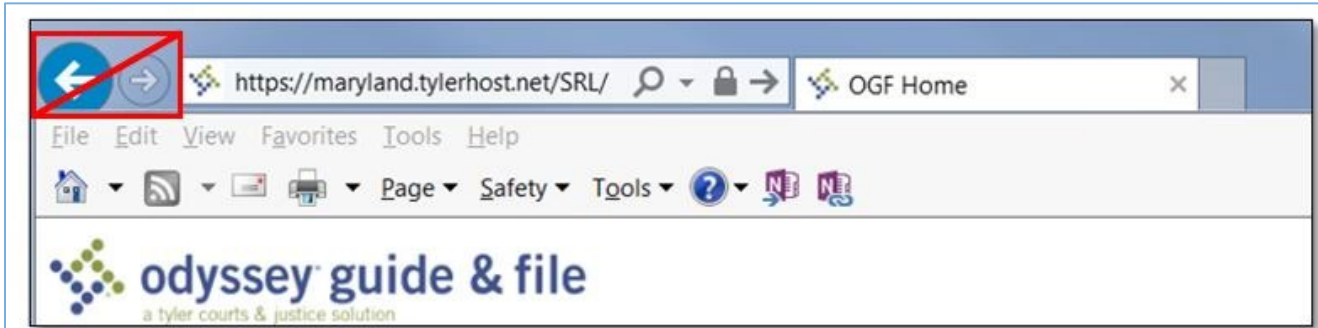 https://maryland.tylerhost.net/SRL/ OGF Home
File Edit View Favorites Tools Help
Page Safety Tools ? N N
odyssey guide & file
a tyler courts & justice solution